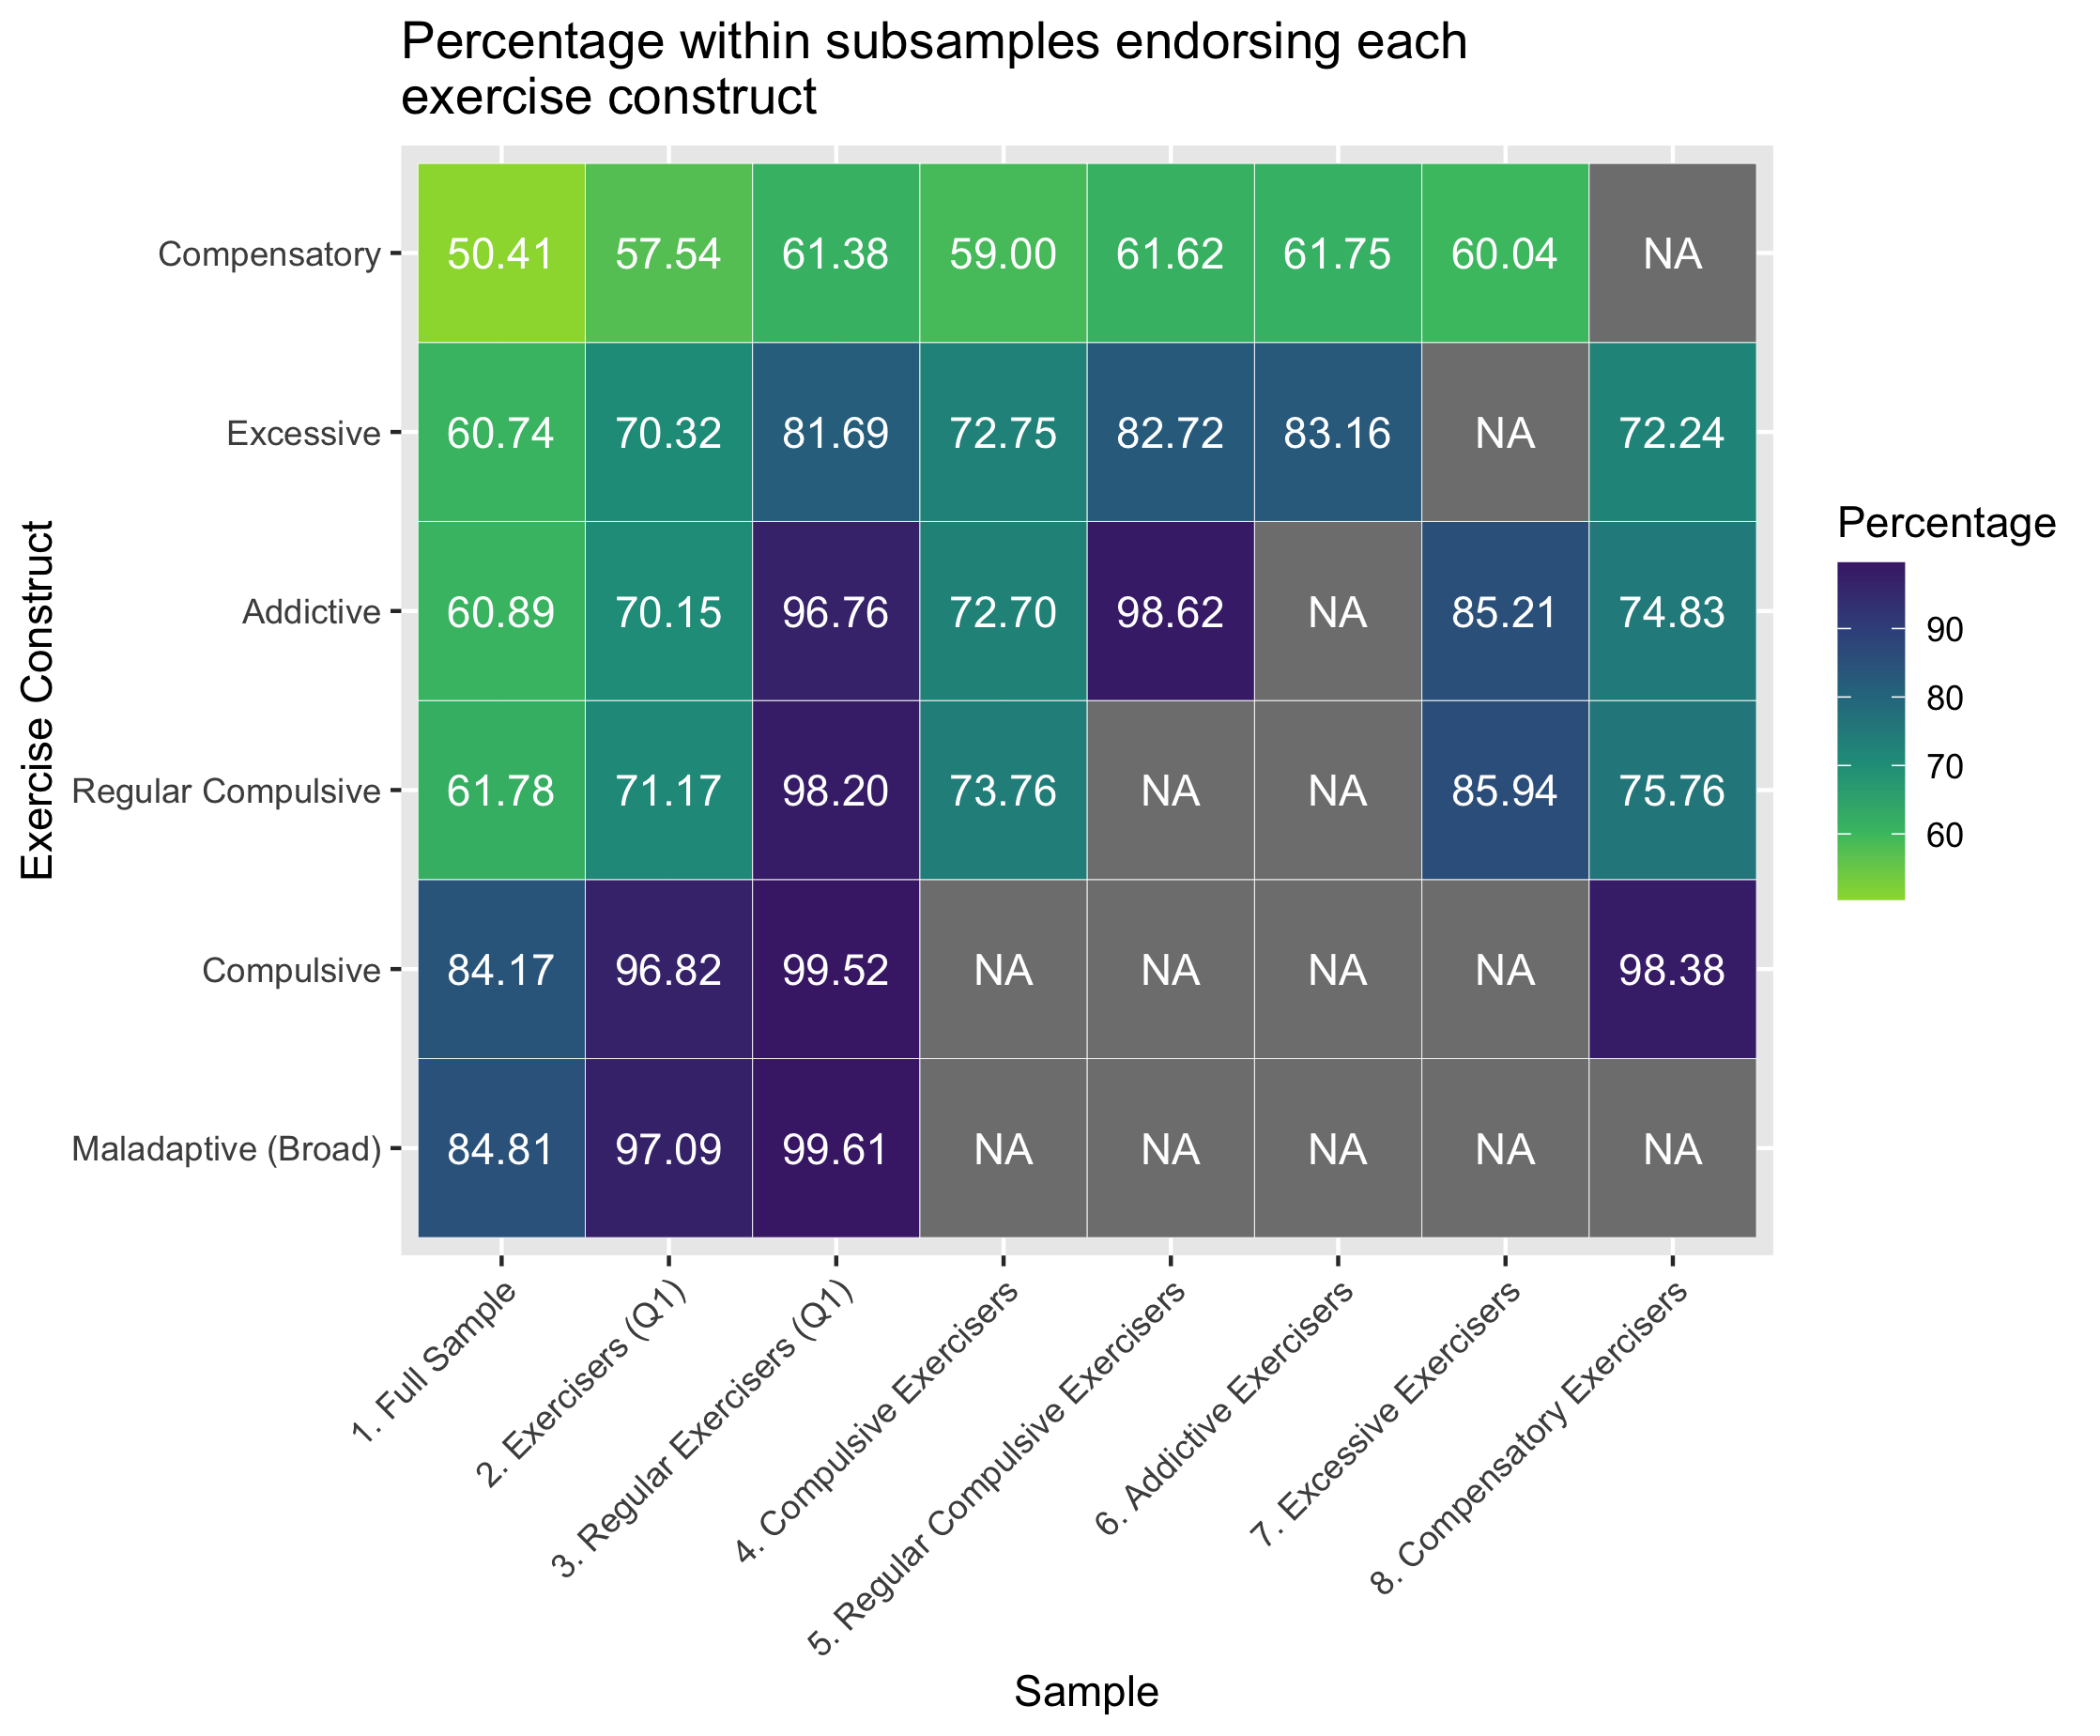 Percentage within subsamples endorsing each
exercise construct
Exercise Construct
Compensatory 50.41 57.54 61.38 59.00 61.62 61.75 60.04 NA
Excessive 60.74 70.32 81.69 72.75 82.72 83.16 NA 72.24
Addictive 60.89 70.15 96.76 72.70 98.62 NA 85.21 74.83
Regular Compulsive 61.78 71.17 98.20 73.76 NA NA 85.94 75.76
Compulsive 84.17 96.82 99.52 NA NA NA NA 98.38
Maladaptive (Broad) 84.81 97.09 99.61 NA NA NA NA NA
1. Full Sample
2. Exercisers (Q1)
3. Regular Exercisers (Q1)
4. Compulsive Exercisers
5. Regular Compulsive Exercisers
6. Addictive Exercisers
7. Excessive Exercisers
8. Compensatory Exercisers
Sample
Percentage
90
80
70
60